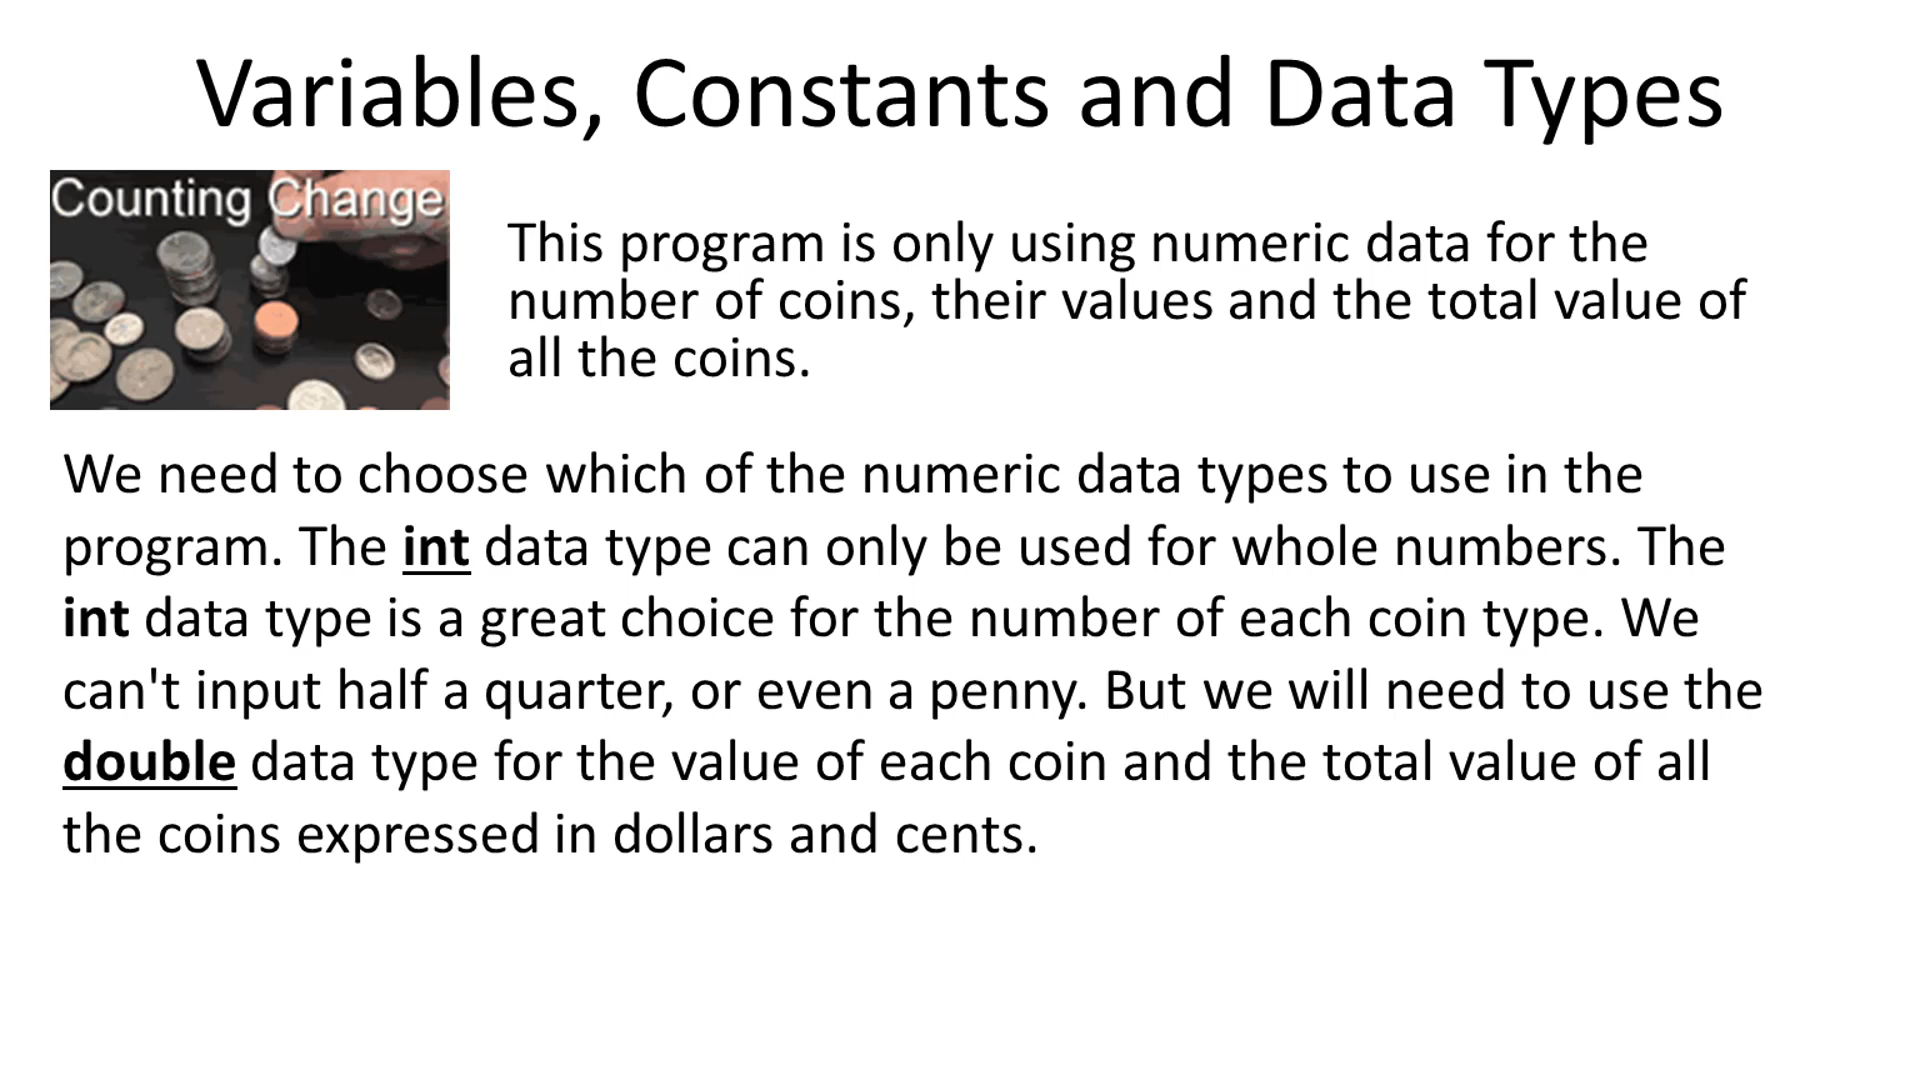 Variables, Constants and Data Types
Counting Change
This program is only using numeric data for the
number of coins, their values and the total value of
all the coins.
We need to choose which of the numeric data types to use in the
program. The int data type can only be used for whole numbers. The
int data type is a great choice for the number of each coin type. We
can't input half a quarter, or even a penny. But we will need to use the
double data type for the value of each coin and the total value of all
the coins expressed in dollars and cents.